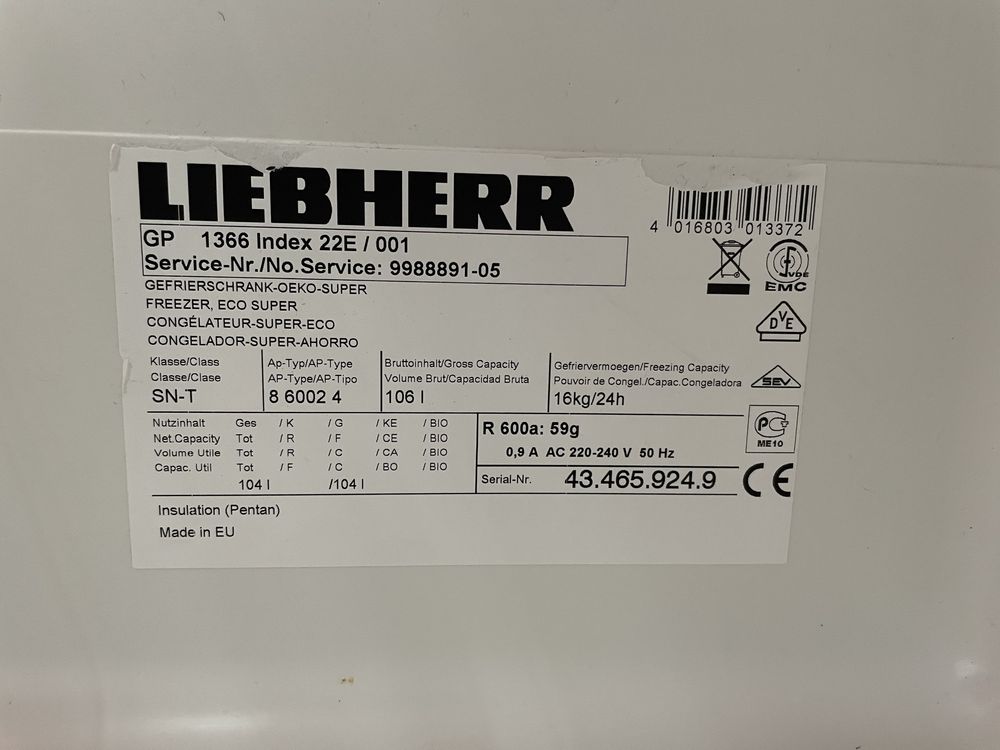 LIEBHERR
4 016803 013372
GP 1366 Index 22E / 001
Service-Nr./No.Service: 9988891-05
VDE
EMC
GEFRIERSCHRANK-OEKO-SUPER
FREEZER, ECO SUPER
CONGÉLATEUR-SUPER-ECO
CONGELADOR-SUPER-AHORRO
DVE
Klasse/Class Ap-Typ/AP-Type Bruttoinhalt/Gross Capacity Gefriervermoegen/Freezing Capacity
Classe/Clase AP-Type/AP-Tipo Volume Brut/Capacidad Bruta Pouvoir de Congel./Capac.Congeladora
SN-T 8 6002 4 106 l 16kg/24h
SEV
Nutzinhalt Ges / K / G / KE / BIO
Net.Capacity Tot / R / F / CE / BIO
Volume Utile Tot / R / C / CA / BIO
Capac. Util Tot / F / C / BO / BIO
104 l /104 l
R 600a: 59g
0,9 A AC 220-240 V 50 Hz
Serial-Nr. 43.465.924.9
ME10
CE
Insulation (Pentan)
Made in EU